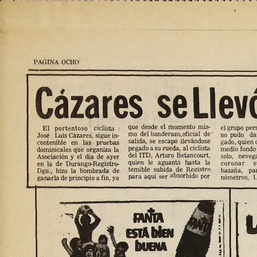 PAGINA OCHO
Cázares se Llevó
El portentoso ciclista
José Luis Cázares, sigue in-
contenible en las pruebas
dominicales que organiza la
Asociación y el día de ayer
en la de Durango-Registro-
Dgo., hizo la hombrada de
ganarla de principio a fin, ya
que desde el momento mis-
mo del banderazo, oficial de
salida, se escapó llevándose
pegado a su rueda, al ciclista
del ITD, Arturo Betancourt,
quien le aguantó hasta la
temible subida de Registro
para aquí ser absorbido por
el grupo pers
no pudo da
gado, quien c
medio fondo
solo, nevega
coronar s
hazaña, pa
nómetros, 1
FANTA
ESTÁ BIEN
BUENA